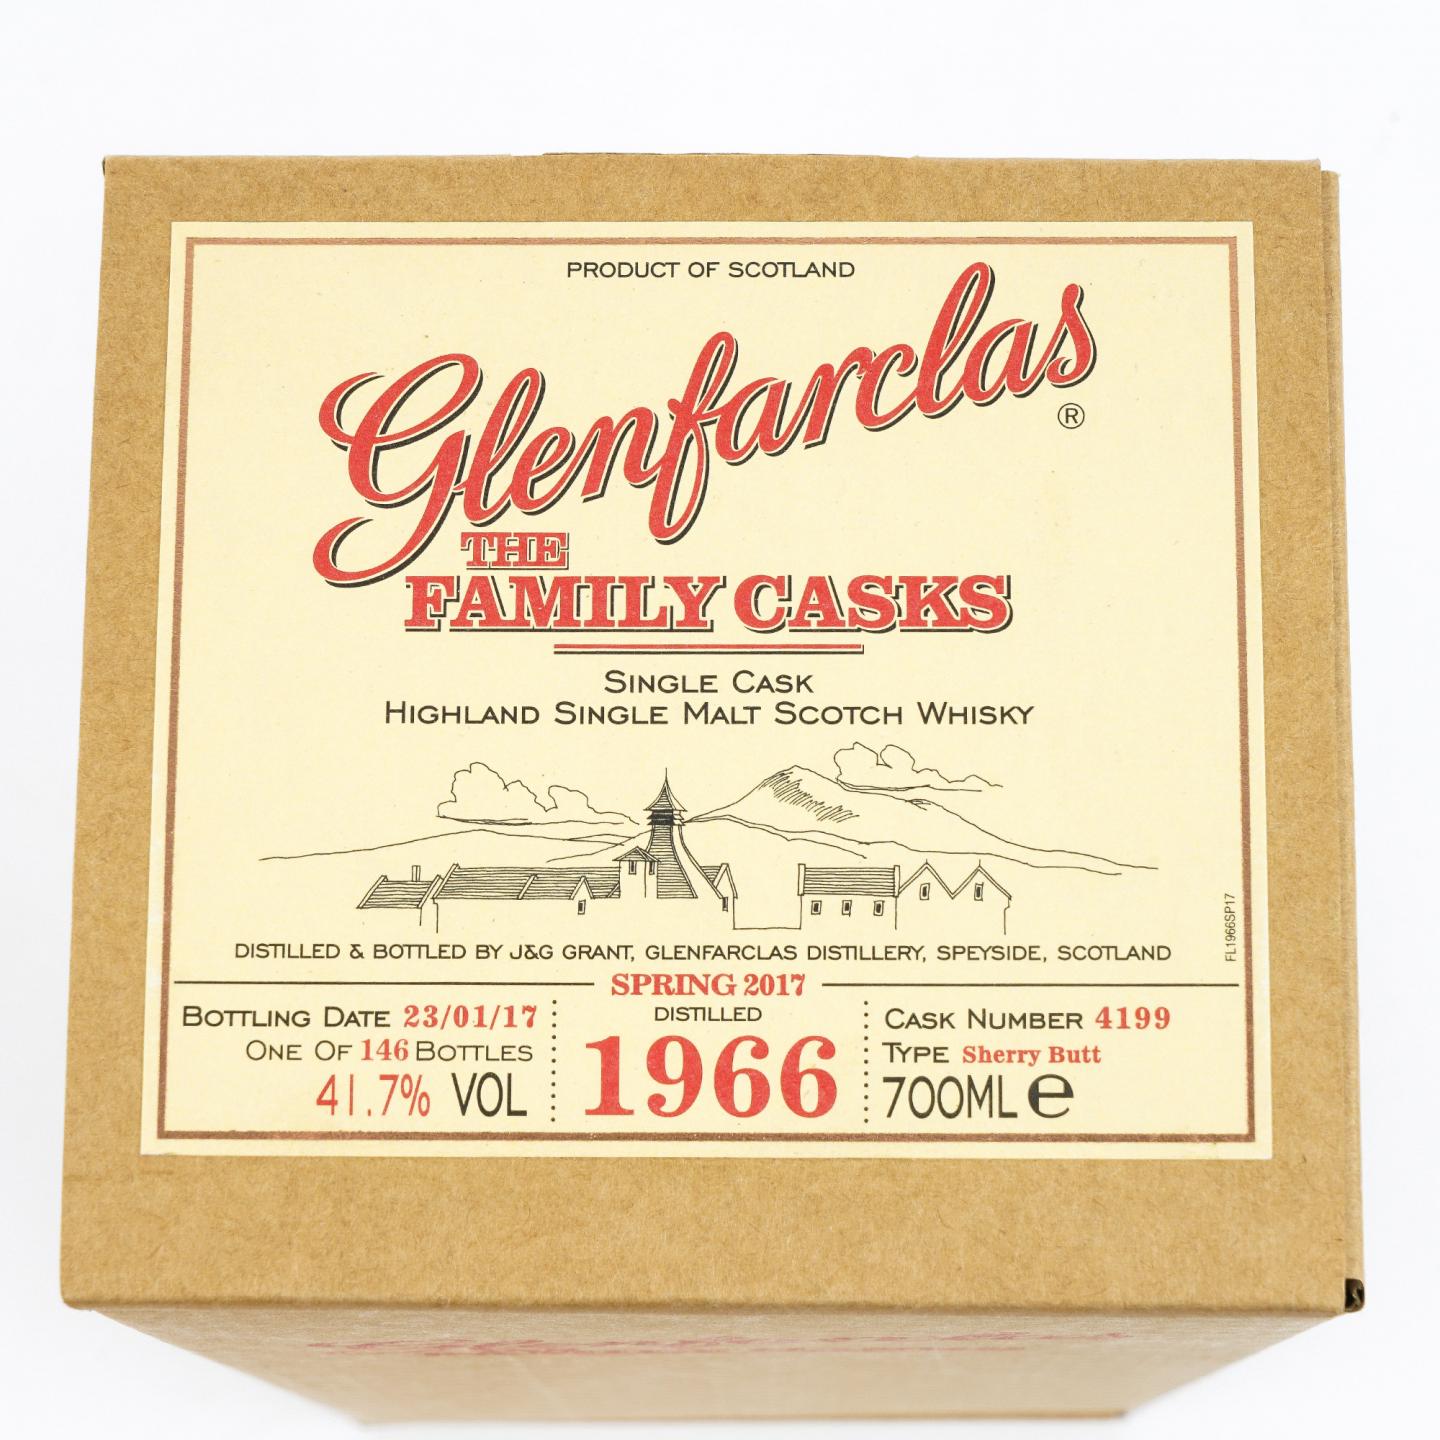 PRODUCT OF SCOTLAND
Glenfarclas
®
THE
FAMILY CASKS
SINGLE CASK
HIGHLAND SINGLE MALT SCOTCH WHISKY
FL1966SP17
DISTILLED & BOTTLED BY J&G GRANT, GLENFARCLAS DISTILLERY, SPEYSIDE, SCOTLAND
SPRING 2017
BOTTLING DATE 23/01/17
ONE OF 146 BOTTLES
41.7% VOL
DISTILLED
1966
CASK NUMBER 4199
TYPE Sherry Butt
700ML e